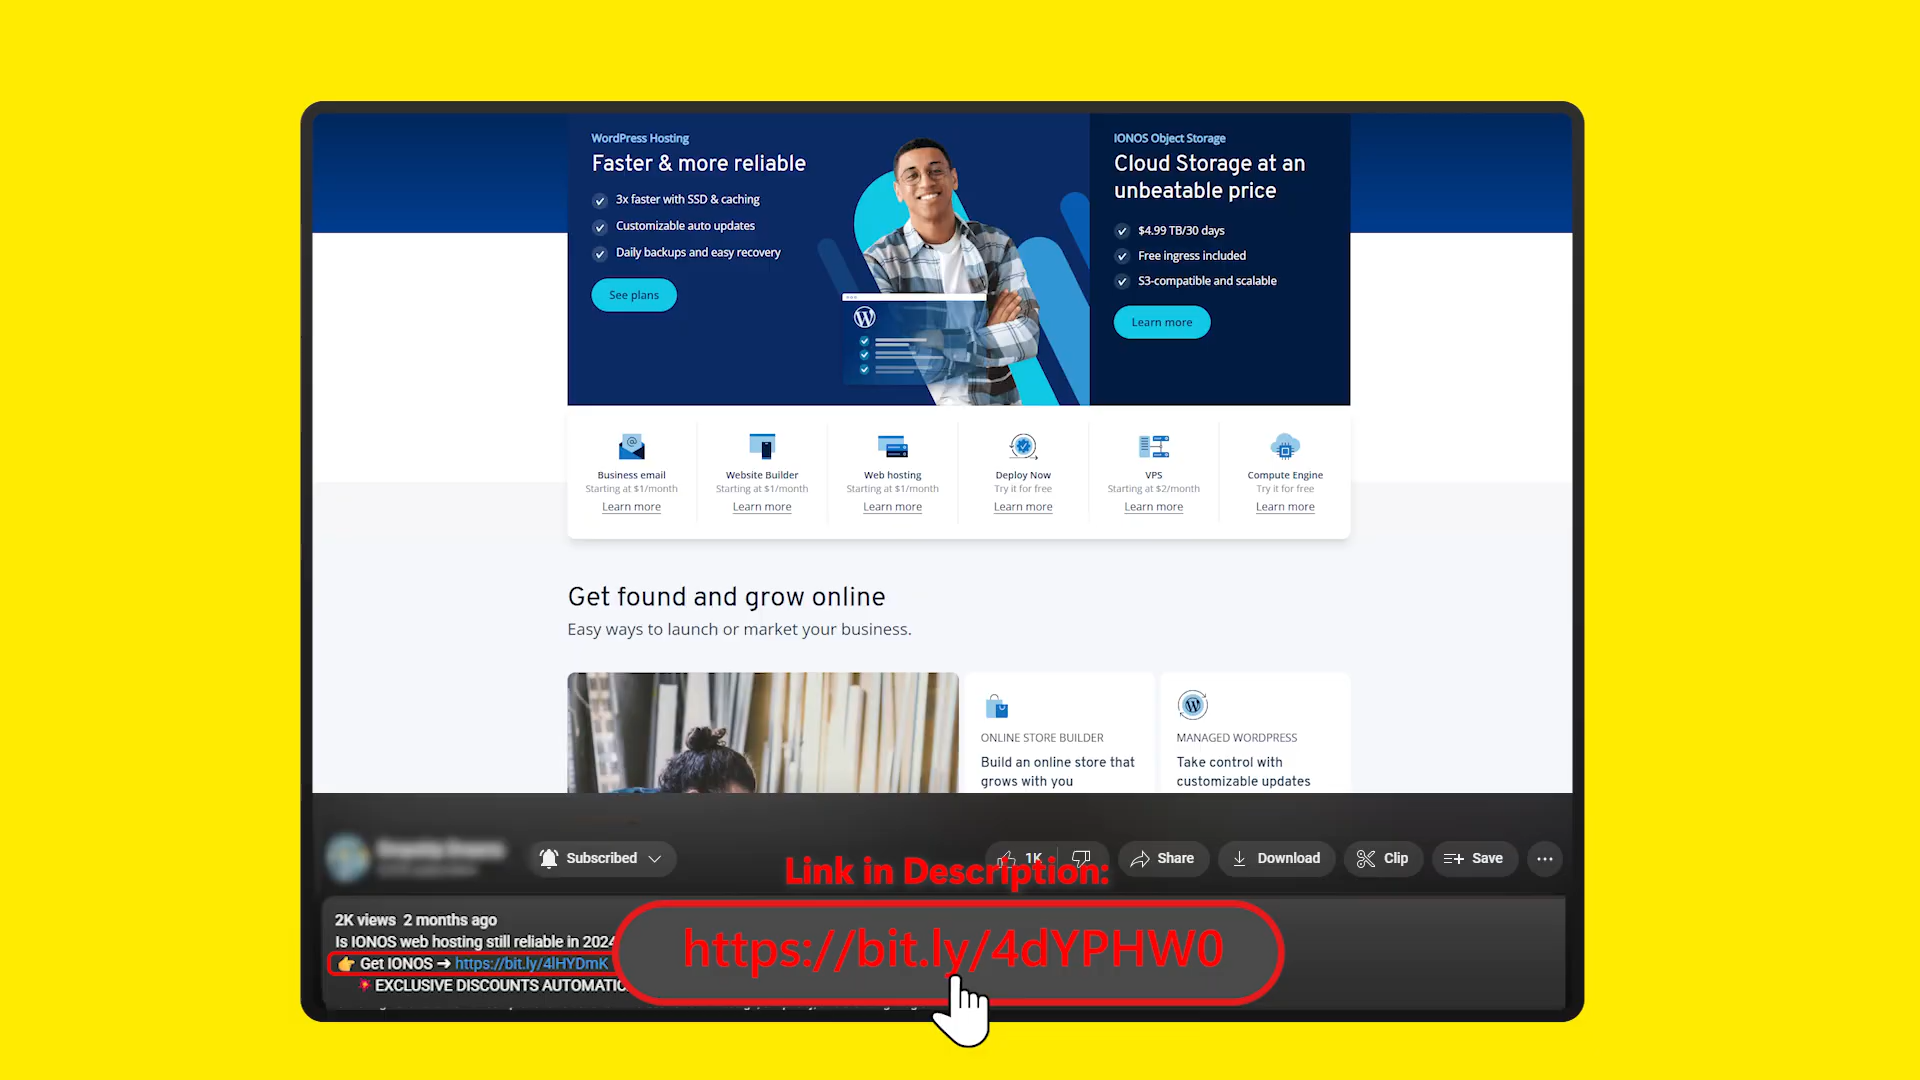 WordPress Hosting
Faster & more reliable
3x faster with SSD & caching
Customizable auto updates
Daily backups and easy recovery
See plans
IONOS Object Storage
Cloud Storage at an
unbeatable price
$4.99 TB/30 days
Free ingress included
S3-compatible and scalable
Learn more
Business email
Starting at $1/month
Learn more
Website Builder
Starting at $1/month
Learn more
Web hosting
Starting at $1/month
Learn more
Deploy Now
Try it for free
Learn more
VPS
Starting at $2/month
Learn more
Compute Engine
Try it for free
Learn more
Get found and grow online
Easy ways to launch or market your business.
ONLINE STORE BUILDER
Build an online store that
grows with you
MANAGED WORDPRESS
Take control with
customizable updates
Subscribed
1K
Share
Download
Clip
Save
Link in Description:
https://bit.ly/4dYPHW0
2K views 2 months ago
Is IONOS web hosting still reliable in 2024
Get IONOS ➔ https://bit.ly/4lHYDmK
EXCLUSIVE DISCOUNTS